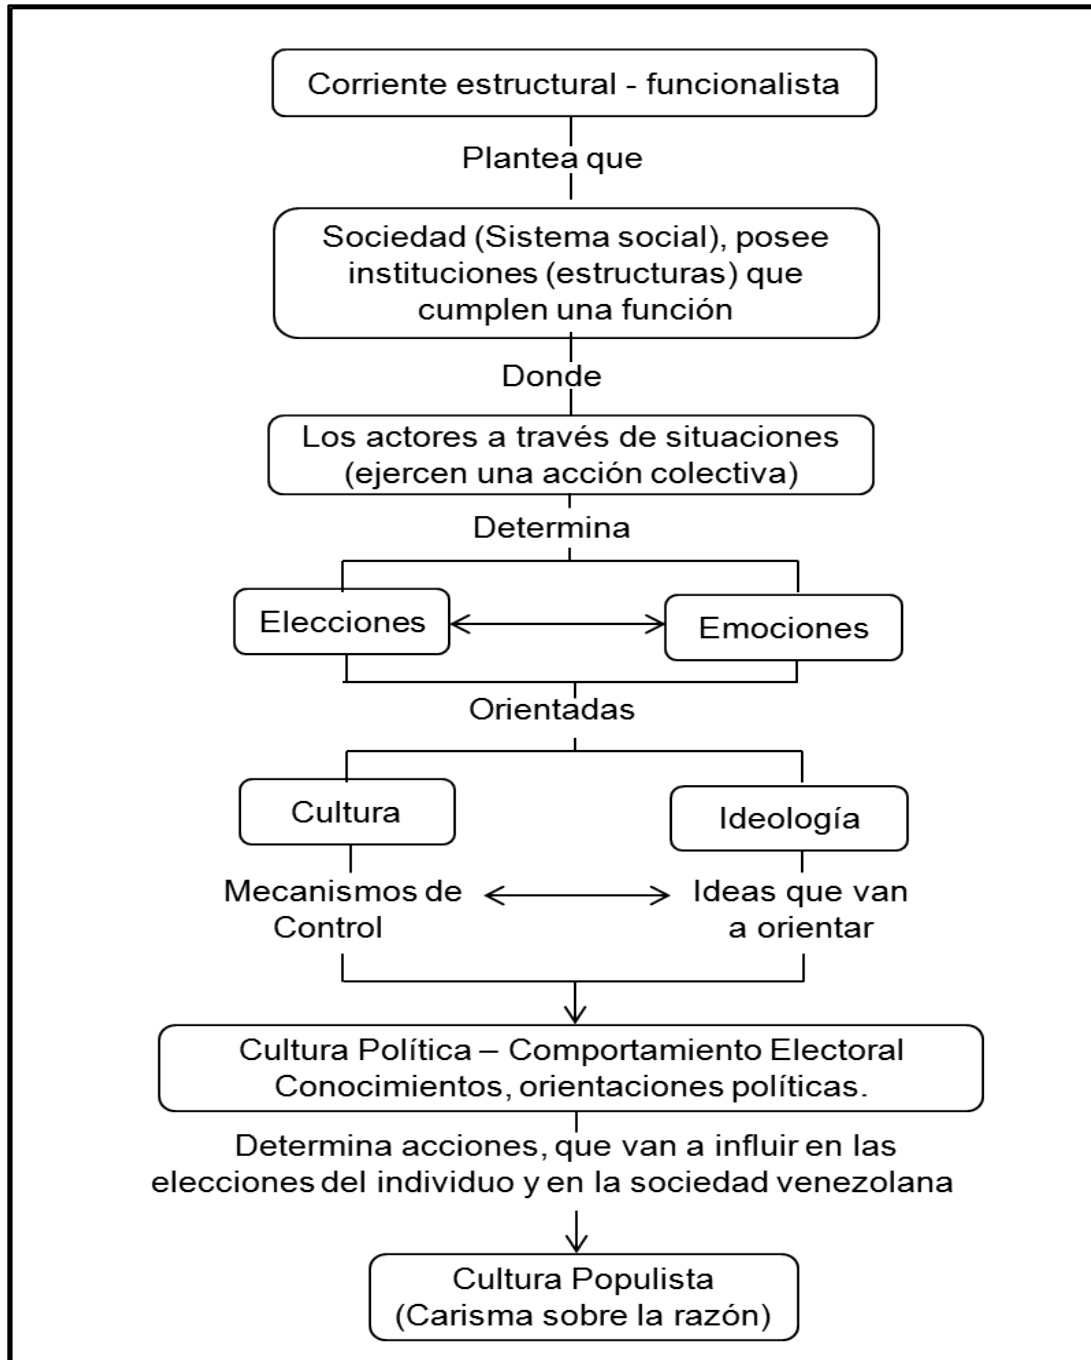 Corriente estructural - funcionalista
Plantea que
Sociedad (Sistema social), posee
instituciones (estructuras) que
cumplen una función
Donde
Los actores a través de situaciones
(ejercen una acción colectiva)
Determina
Elecciones
Emociones
Orientadas
Cultura
Ideología
Mecanismos de
Control
Ideas que van
a orientar
Cultura Política – Comportamiento Electoral
Conocimientos, orientaciones políticas.
Determina acciones, que van a influir en las
elecciones del individuo y en la sociedad venezolana
Cultura Populista
(Carisma sobre la razón)